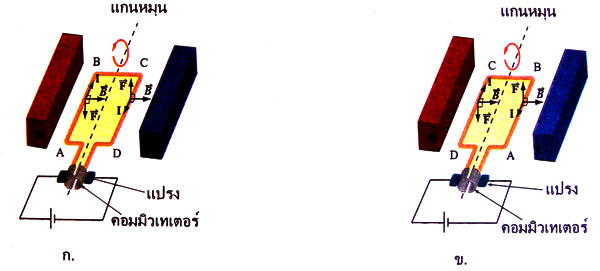 แกนหมุน
B C
I
F B B
F I
A D
แปรง
คอมมิวเทเตอร์
ก.
แกนหมุน
C B
I
F B B
F I
D A
แปรง
คอมมิวเทเตอร์
ข.